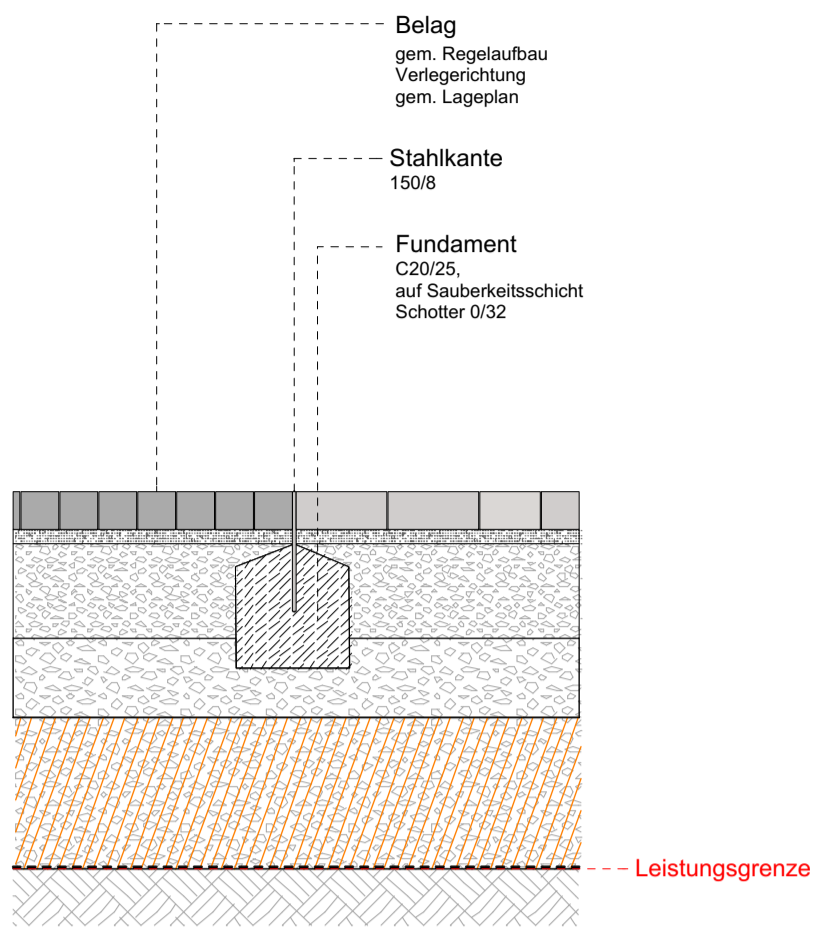 Belag
gem. Regelaufbau
Verlegerichtung
gem. Lageplan
Stahlkante
150/8
Fundament
C20/25,
auf Sauberkeitsschicht
Schotter 0/32
Leistungsgrenze